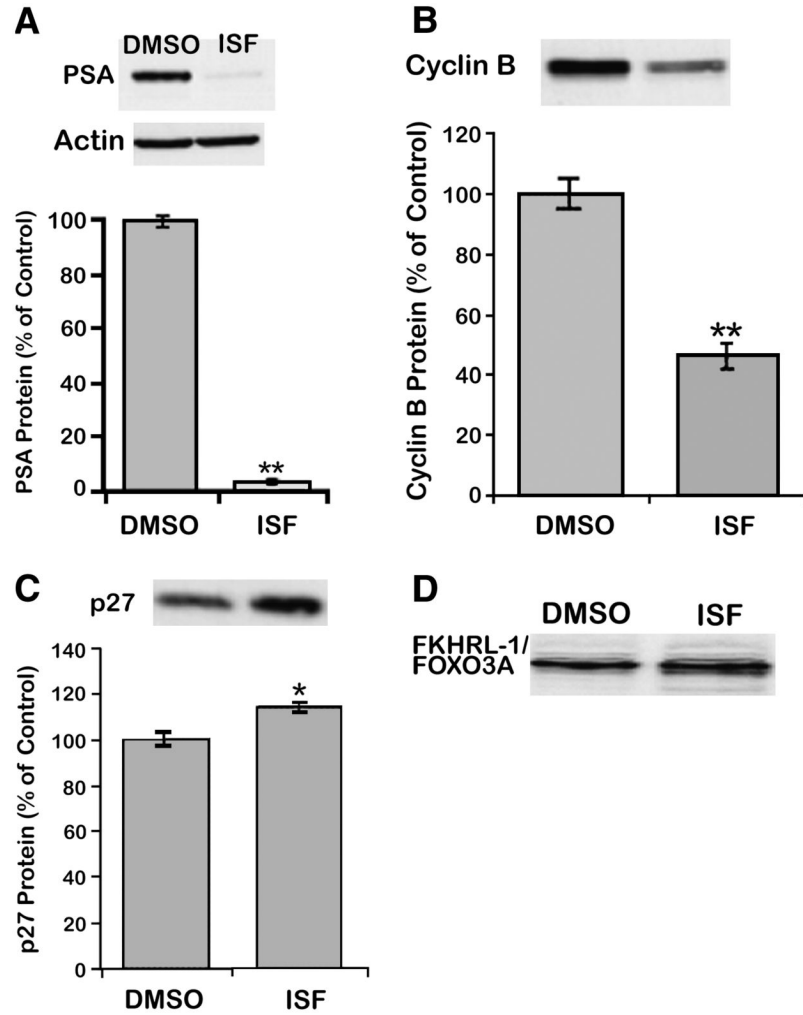 A
DMSO ISF
PSA
Actin
PSA Protein (% of Control)
100
80
60
40
20
0
**
DMSO ISF
B
Cyclin B
Cyclin B Protein (% of Control)
120
100
80
60
40
20
0
**
DMSO ISF
C
p27
p27 Protein (% of Control)
140
120
100
80
60
40
20
0
*
DMSO ISF
D
DMSO ISF
FKHRL-1/
FOXO3A